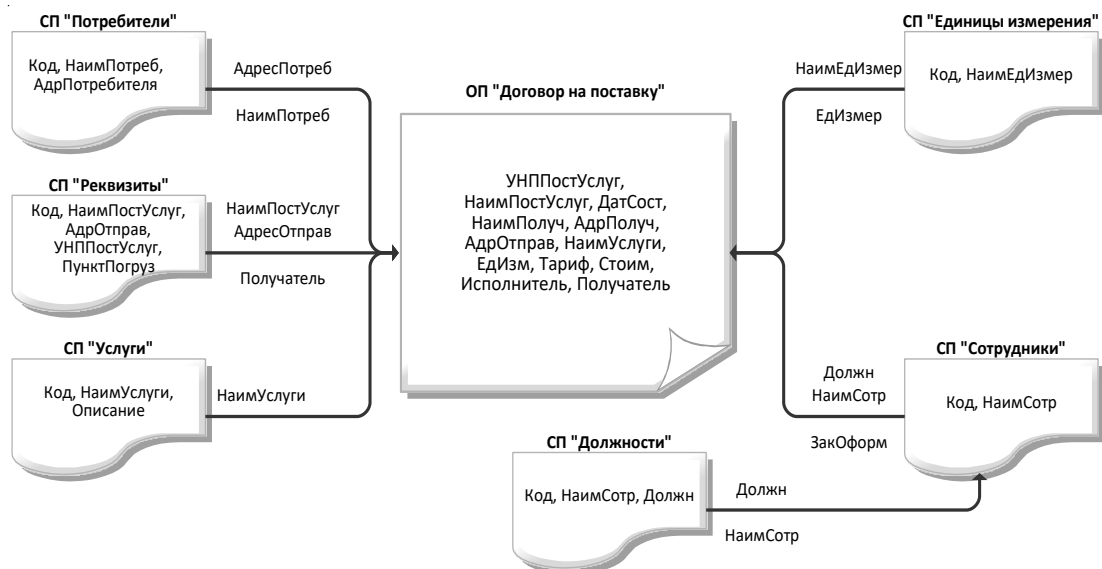 СП "Потребители"
Код, НаимПотреб,
АдрПотребителя
АдресПотреб
НаимПотреб
СП "Реквизиты"
Код, НаимПостУслуг,
АдрОтправ,
УНППостУслуг,
ПунктПогруз
НаимПостУслуг
АдресОтправ
Получатель
СП "Услуги"
Код, НаимУслуги,
Описание
НаимУслуги
ОП "Договор на поставку"
УНППостУслуг,
НаимПостУслуг, ДатСост,
НаимПолуч, АдрПолуч,
АдрОтправ, НаимУслуги,
ЕдИзм, Тариф, Стоим,
Исполнитель, Получатель
СП "Единицы измерения"
Код, НаимЕдИзмер
НаимЕдИзмер
ЕдИзмер
СП "Сотрудники"
Код, НаимСотр
Должн
НаимСотр
ЗакОформ
СП "Должности"
Код, НаимСотр, Должн
Должн
НаимСотр